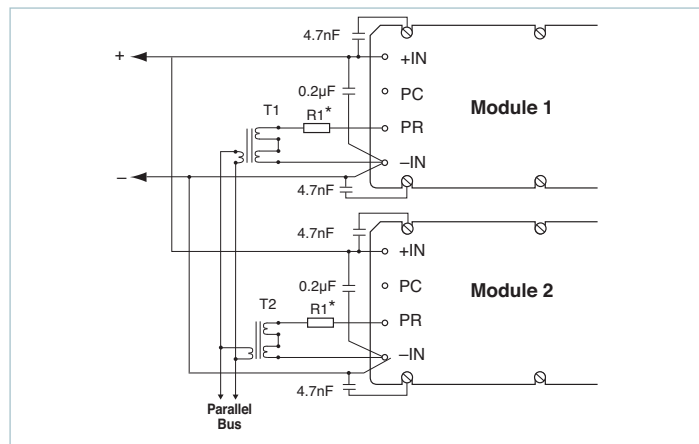 4.7nF
+
+IN
0.2µF
PC
Module 1
T1
R1*
PR
–IN
–
4.7nF
4.7nF
+IN
0.2µF
PC
Module 2
T2
R1*
PR
–IN
4.7nF
Parallel
Bus